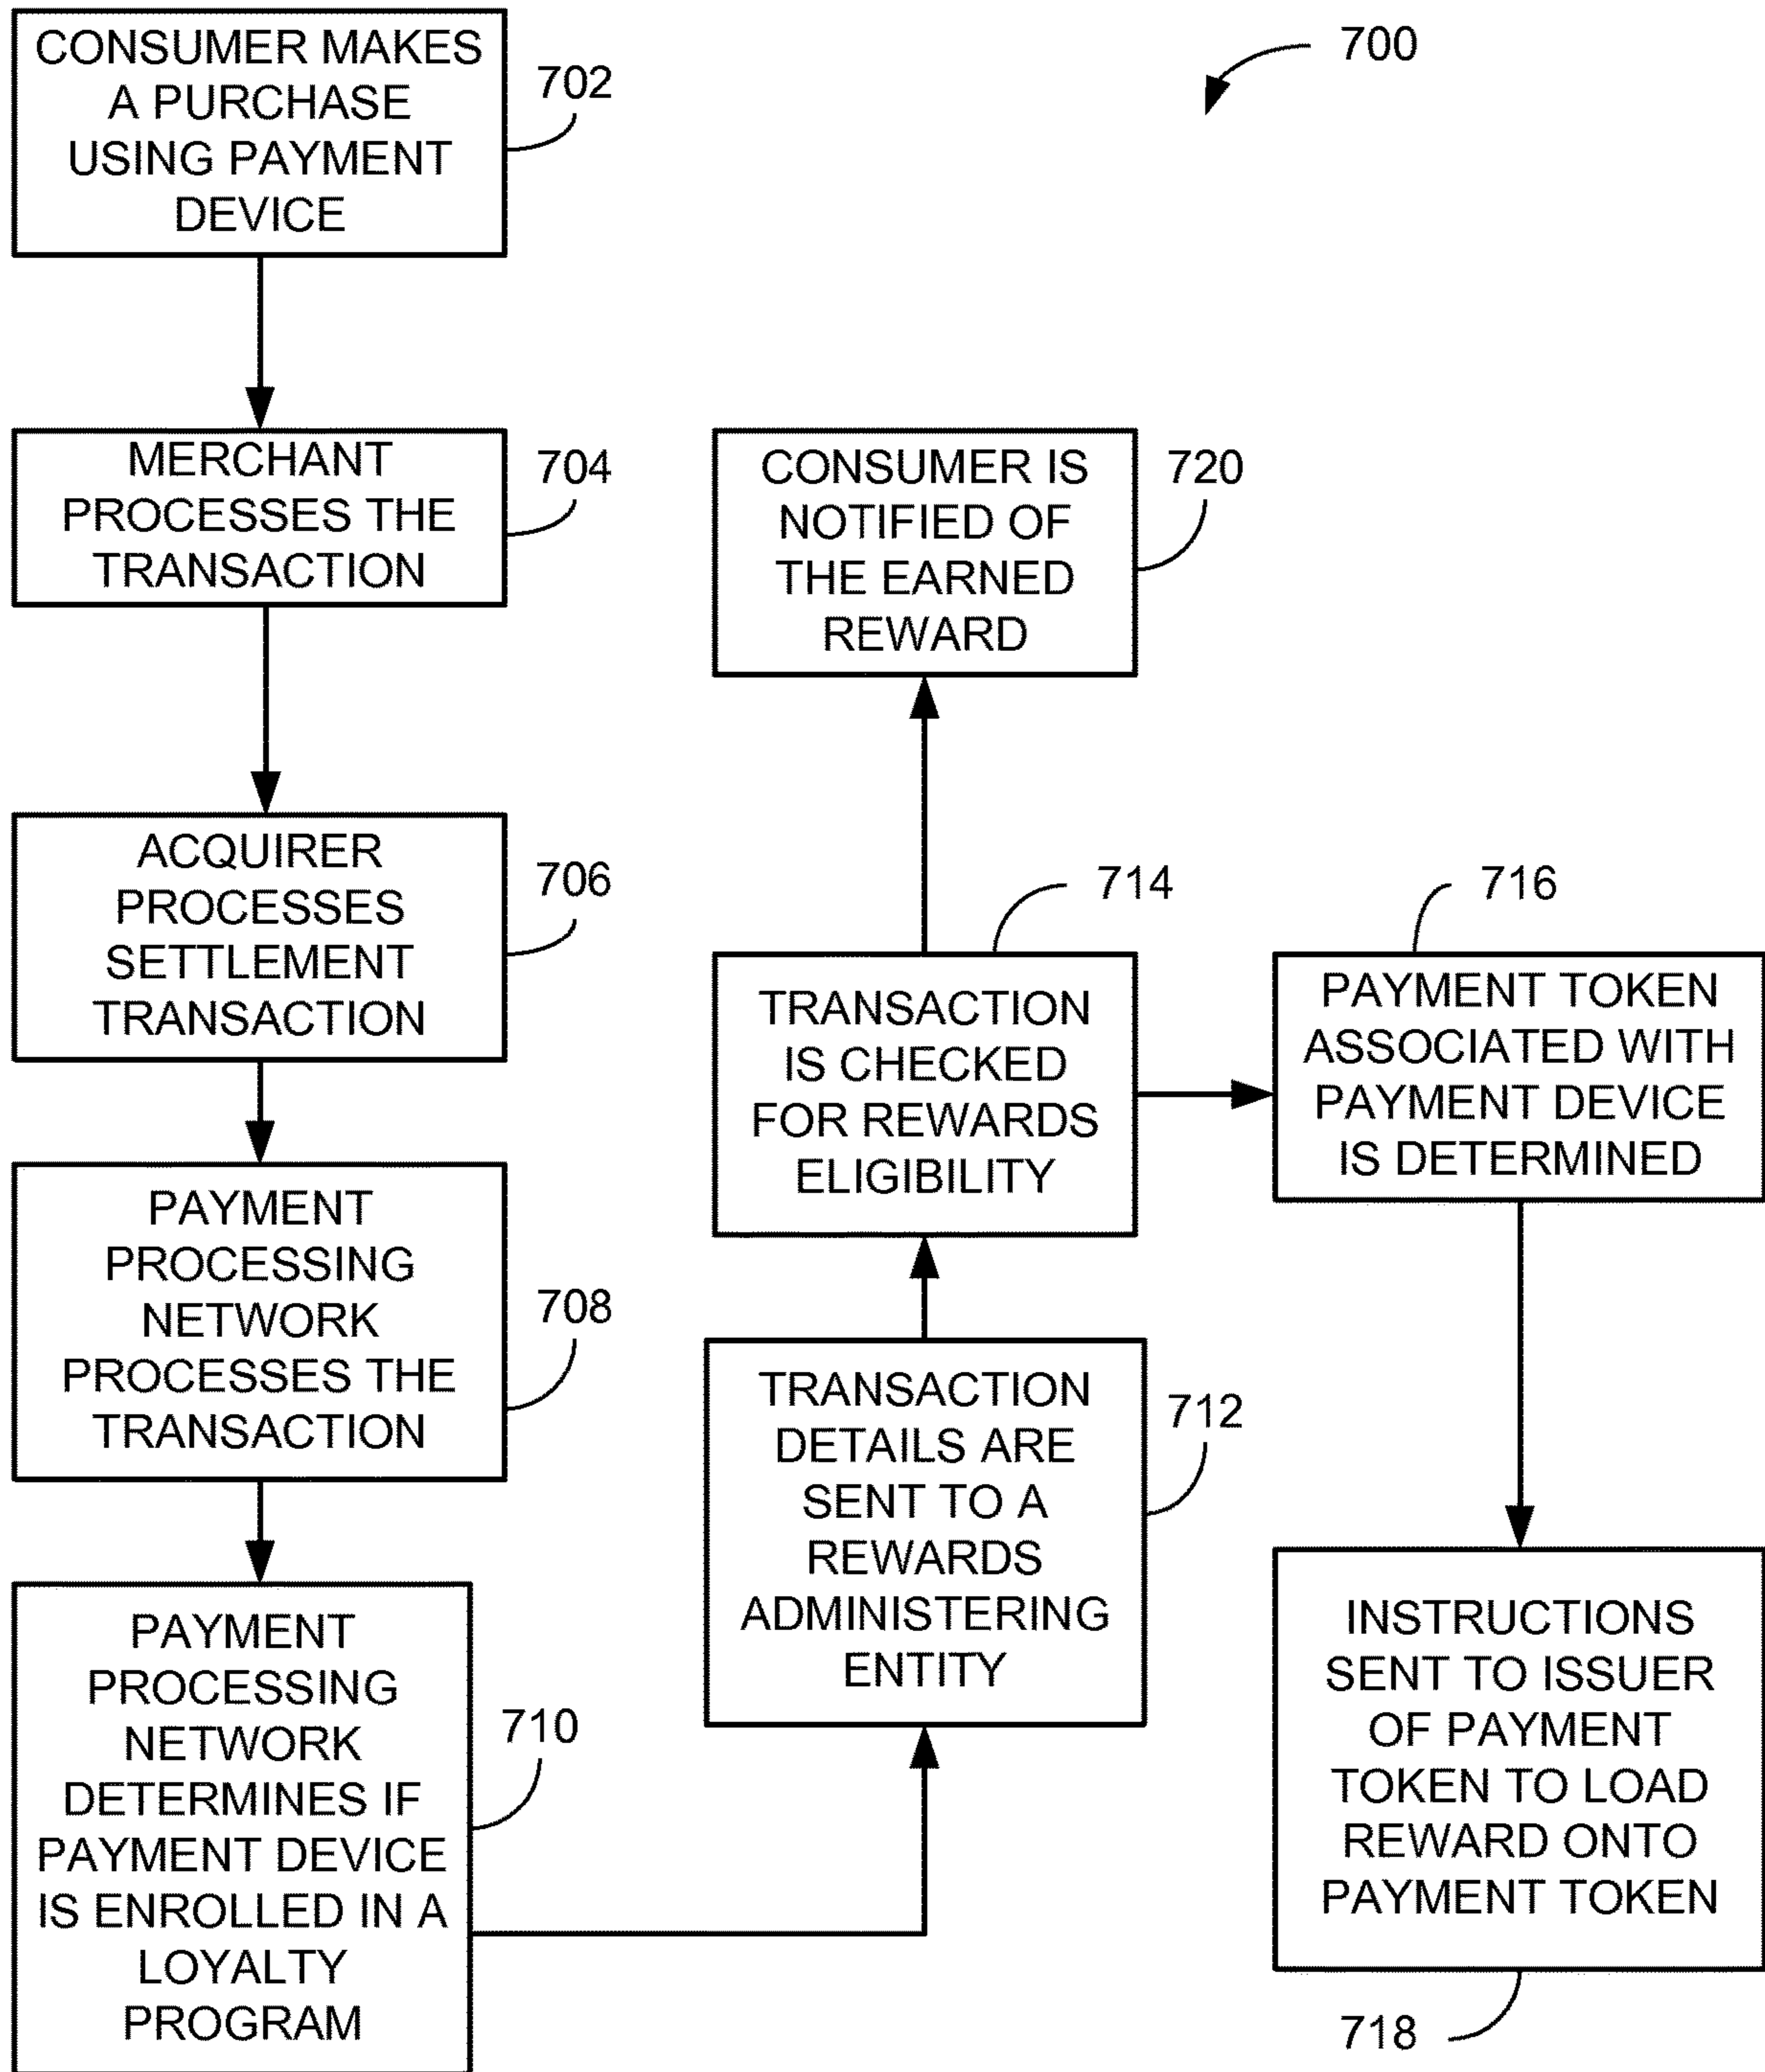 CONSUMER MAKES
A PURCHASE
USING PAYMENT
DEVICE
702
700
MERCHANT
PROCESSES THE
TRANSACTION
704
ACQUIRER
PROCESSES
SETTLEMENT
TRANSACTION
706
PAYMENT
PROCESSING
NETWORK
PROCESSES THE
TRANSACTION
708
PAYMENT
PROCESSING
NETWORK
DETERMINES IF
PAYMENT DEVICE
IS ENROLLED IN A
LOYALTY
PROGRAM
710
TRANSACTION
DETAILS ARE
SENT TO A
REWARDS
ADMINISTERING
ENTITY
712
TRANSACTION
IS CHECKED
FOR REWARDS
ELIGIBILITY
714
CONSUMER IS
NOTIFIED OF
THE EARNED
REWARD
720
716
PAYMENT TOKEN
ASSOCIATED WITH
PAYMENT DEVICE
IS DETERMINED
INSTRUCTIONS
SENT TO ISSUER
OF PAYMENT
TOKEN TO LOAD
REWARD ONTO
PAYMENT TOKEN
718